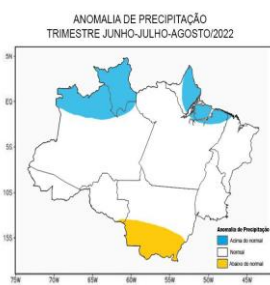 ANOMALIA DE PRECIPITAÇÃO
TRIMESTRE JUNHO-JULHO-AGOSTO/2022
5N
EQ
5S
10S
15S
75W
70W
65W
60W
55W
50W
45W
Anomalia de Precipitação
Acima do normal
Normal
Abaixo do normal